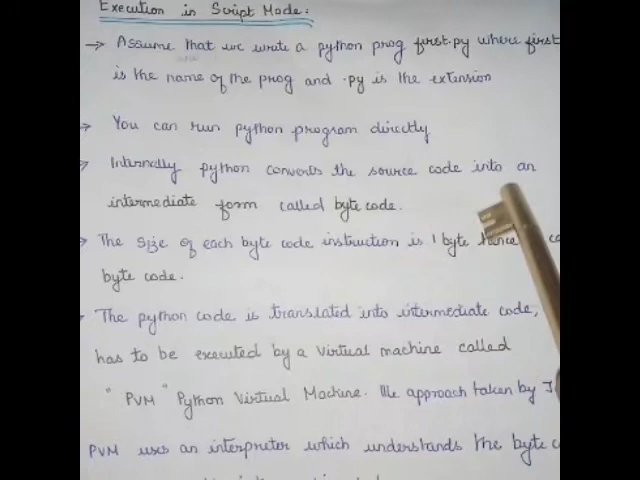 Execution in Script Mode:
→ Assume that we wrote a python prog first.py where first
is the name of the prog and .py is the extension
→ You can run python program directly
→ Internally python converts the source code into an
intermediate form called byte code.
→ The size of each byte code instruction is 1 byte hence
byte code.
→ The python code is translated into intermediate code,
has to be executed by a virtual machine called
"PVM" Python Virtual Machine. The approach taken by
PVM uses an interpreter which understands the byte